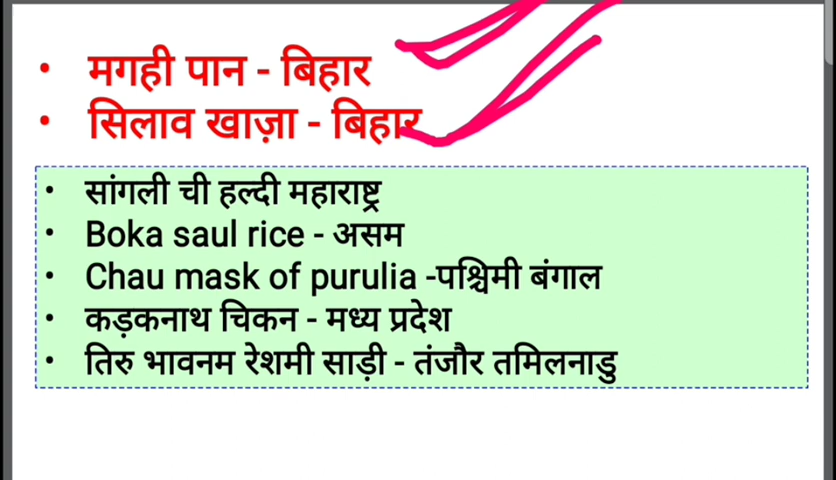 • मगही पान - बिहार
• सिलाव खाज़ा - बिहार
• सांगली ची हल्दी महाराष्ट्र
• Boka saul rice - असम
• Chau mask of purulia -पश्चिमी बंगाल
• कड़कनाथ चिकन - मध्य प्रदेश
• तिरु भावनम रेशमी साड़ी - तंजौर तमिलनाडु